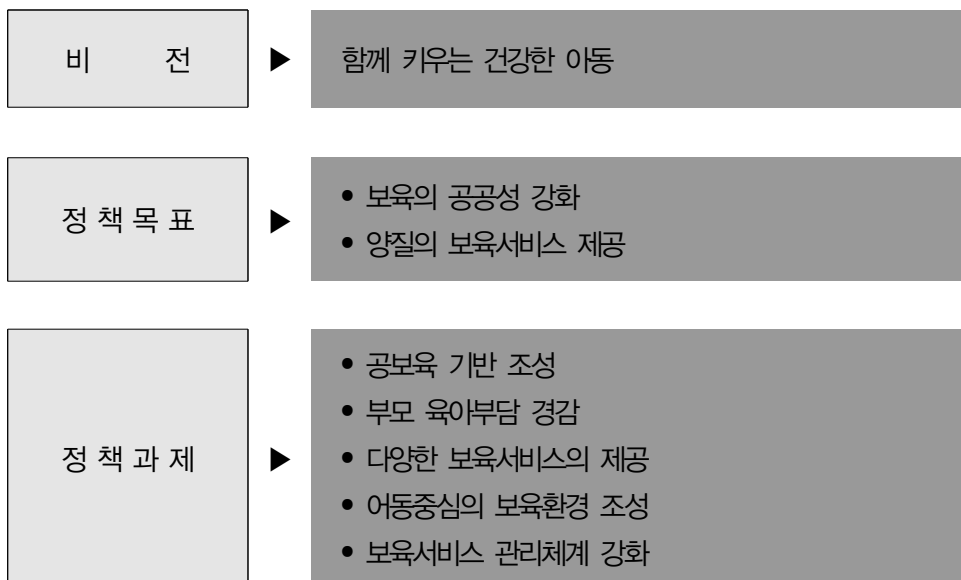 비 전 ▶ 함께 키우는 건강한 아동
정책목표 ▶
• 보육의 공공성 강화
• 양질의 보육서비스 제공
정책과제 ▶
• 공보육 기반 조성
• 부모 육아부담 경감
• 다양한 보육서비스의 제공
• 어동중심의 보육환경 조성
• 보육서비스 관리체계 강화